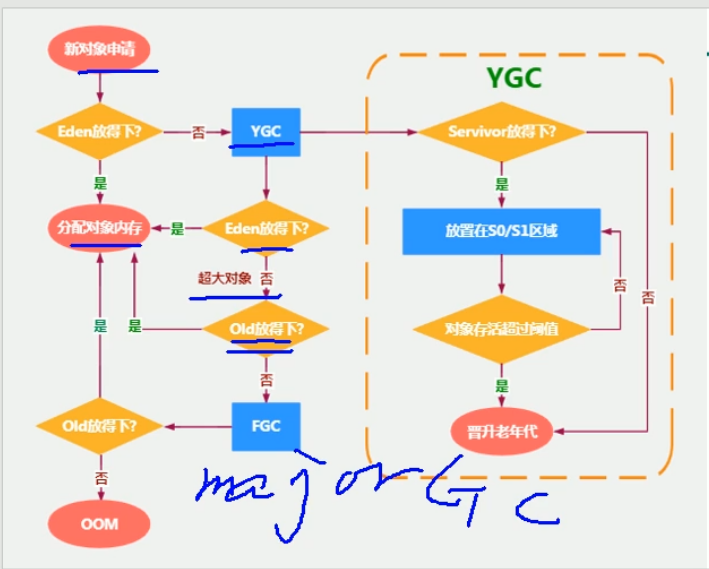 新对象申请
Eden放得下?
否
YGC
是
分配对象内存
是
Eden放得下?
超大对象
否
Old放得下?
是
是
否
Old放得下?
FGC
否
OOM
YGC
Servivor放得下?
是
放置在S0/S1区域
否
否
对象存活超过阈值
是
晋升老年代
major GC